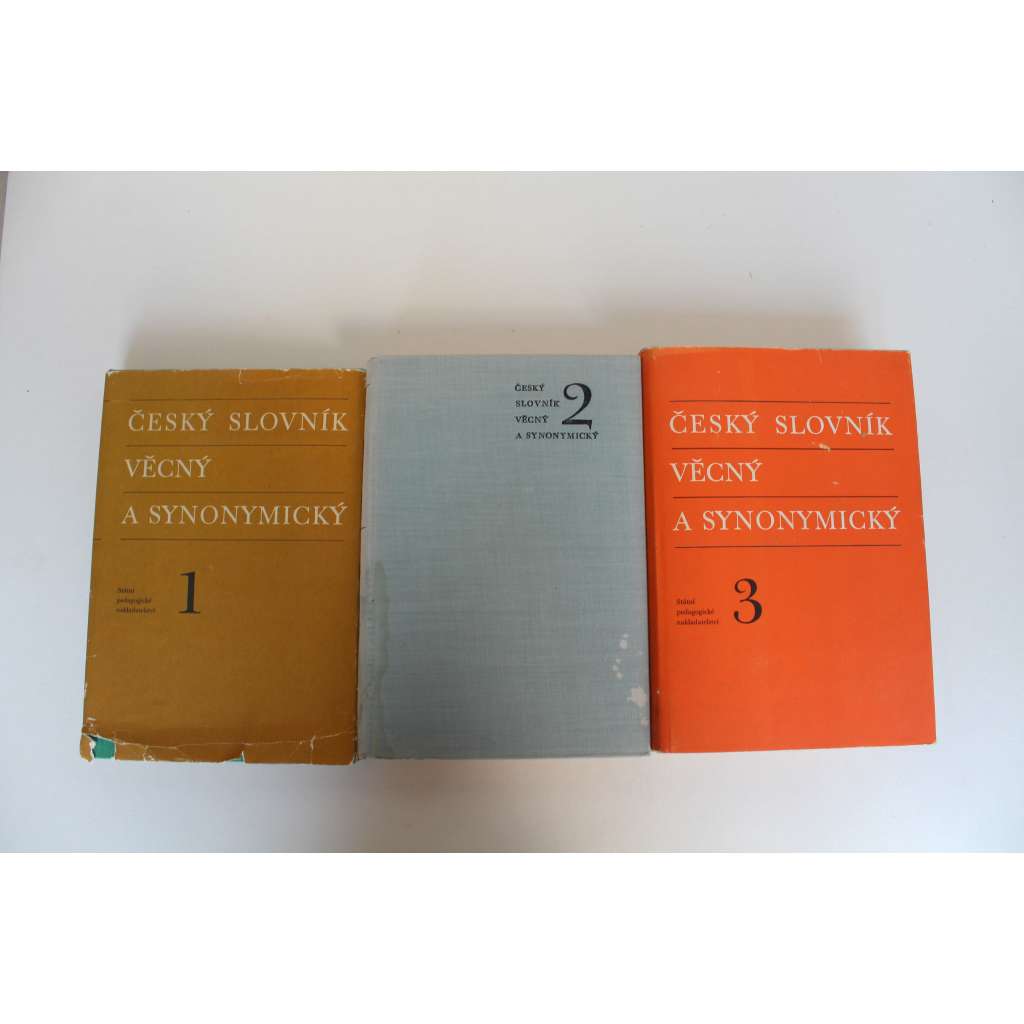 ČESKÝ SLOVNÍK
VĚCNÝ
A SYNONYMICKÝ
Státní
pedagogické
nakladatelství
1
ČESKÝ
SLOVNÍK
VĚCNÝ
A SYNONYMICKÝ
2
ČESKÝ SLOVNÍK
VĚCNÝ
A SYNONYMICKÝ
Státní
pedagogické
nakladatelství
3